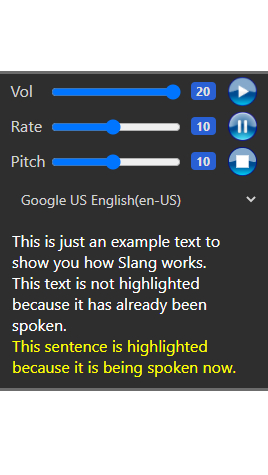 Vol 20
Rate 10
Pitch 10
Google US English(en-US)
This is just an example text to
show you how Slang works.
This text is not highlighted
because it has already been
spoken.
This sentence is highlighted
because it is being spoken now.